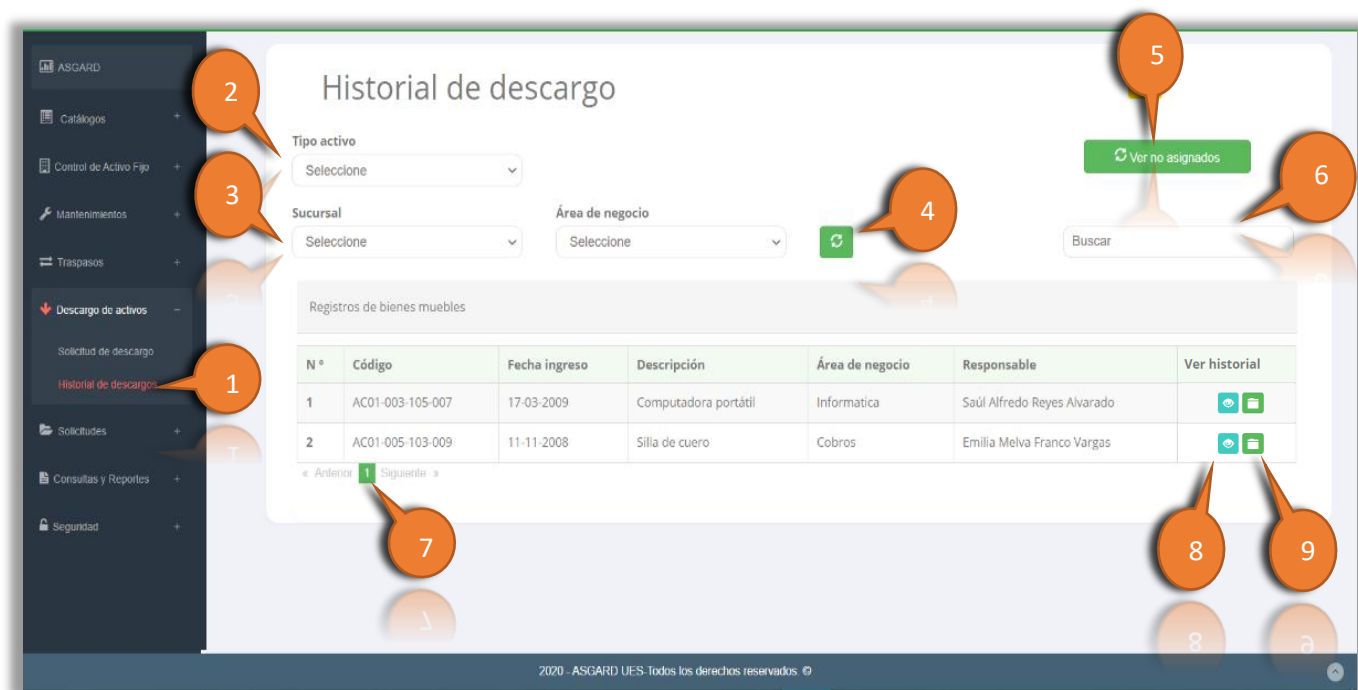 ASGARD
Catálogos +
Control de Activo Fijo +
Mantenimientos +
Traspasos +
Descargo de activos −
Solicitud de descargo
Historial de descargos
Solicitudes +
Consultas y Reportes +
Seguridad +
Historial de descargo
Tipo activo
Seleccione
Ver no asignados
Sucursal Área de negocio
Seleccione Seleccione Buscar
Registros de bienes muebles
N º Código Fecha ingreso Descripción Área de negocio Responsable Ver historial
1 AC01-003-105-007 17-03-2009 Computadora portátil Informatica Saúl Alfredo Reyes Alvarado
2 AC01-005-103-009 11-11-2008 Silla de cuero Cobros Emilia Melva Franco Vargas
« Anterior 1 Siguiente »
1
2
3
4
5
6
7
8
9
2020 - ASGARD UES-Todos los derechos reservados. ©